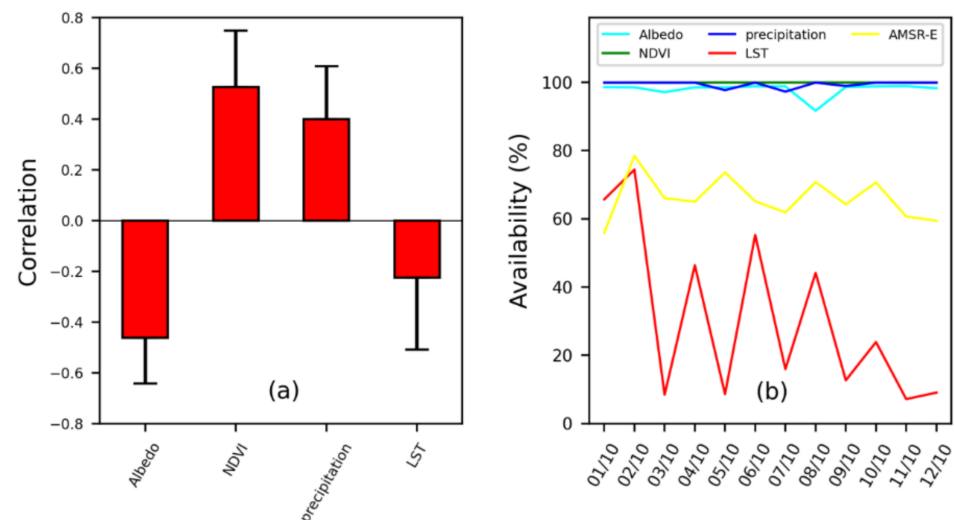 0.8
0.6
0.4
0.2
0.0
−0.2
−0.4
−0.6
−0.8
Correlation
(a)
Albedo
NDVI
precipitation
LST
Albedo
precipitation
AMSR-E
NDVI
LST
100
80
60
40
20
0
Availability (%)
(b)
01/10
02/10
03/10
04/10
05/10
06/10
07/10
08/10
09/10
10/10
11/10
12/10